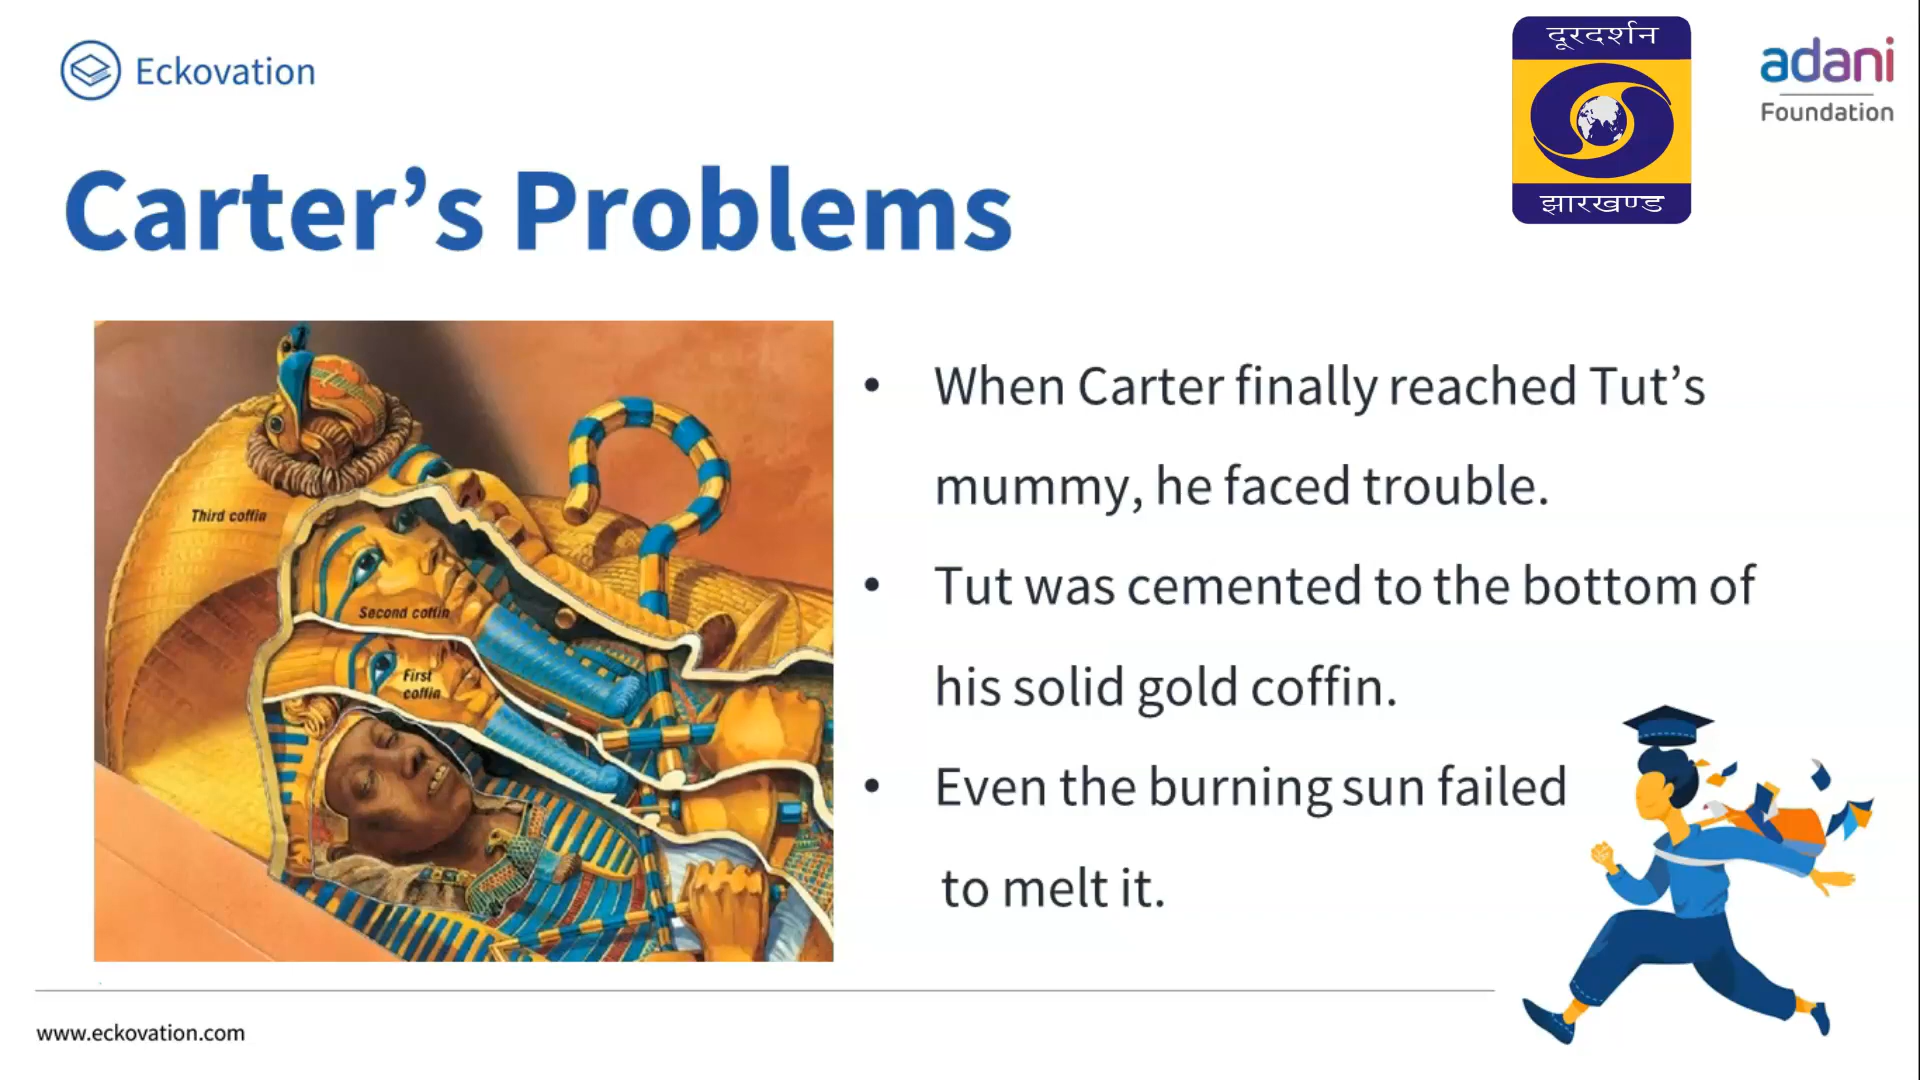 Eckovation
दूरदर्शन
झारखण्ड
adani
Foundation
Carter’s Problems
Third coffin
Second coffin
First
coffin
• When Carter finally reached Tut’s
mummy, he faced trouble.
• Tut was cemented to the bottom of
his solid gold coffin.
• Even the burning sun failed
to melt it.
www.eckovation.com